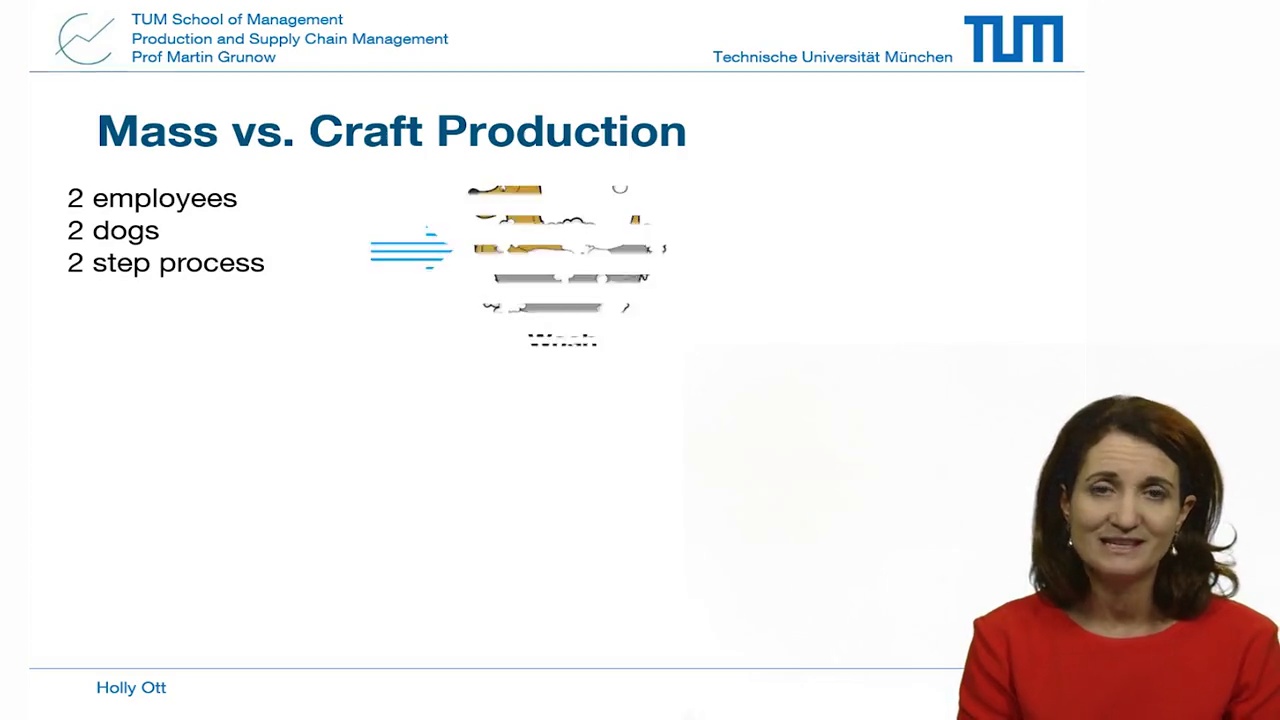 TUM School of Management
Production and Supply Chain Management
Prof Martin Grunow
Technische Universität München
TUM
Mass vs. Craft Production
2 employees
2 dogs
2 step process
Wash
Holly Ott